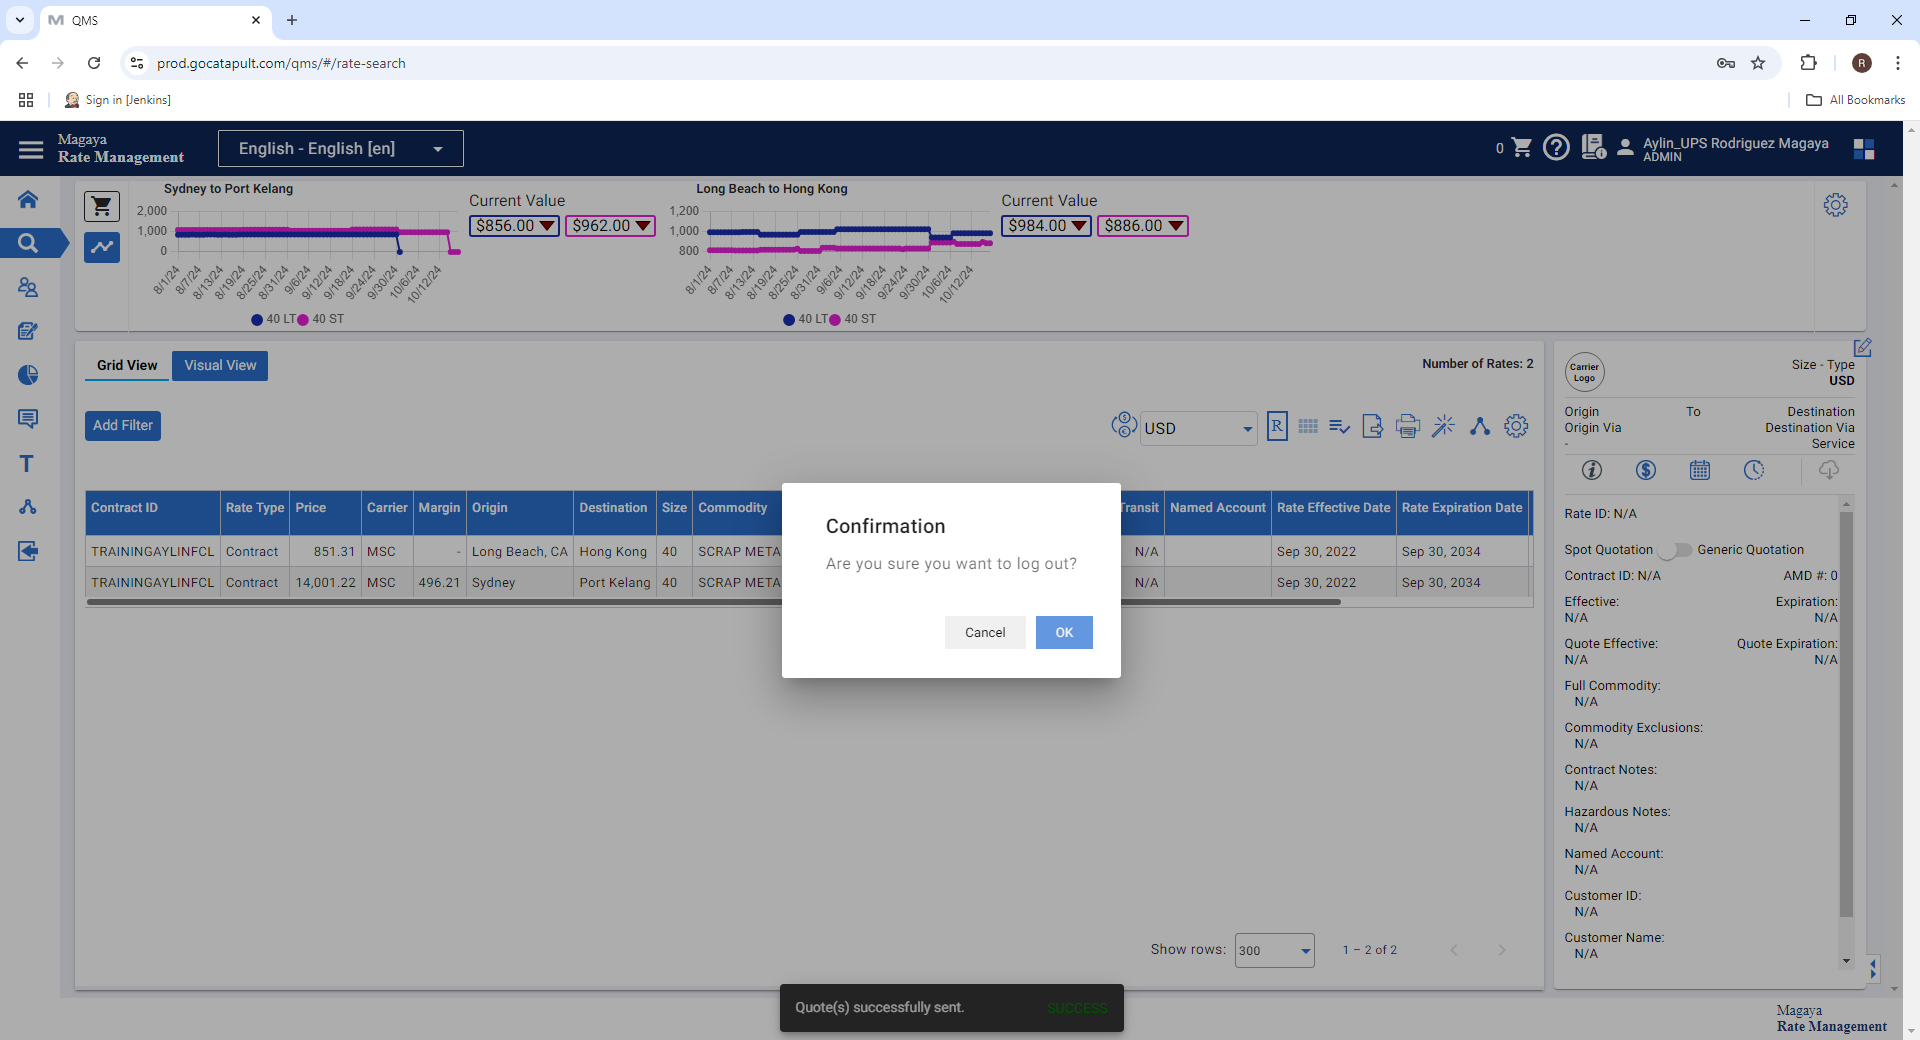 QMS
prod.gocatapult.com/qms/#/rate-search
R
Sign in [Jenkins]
All Bookmarks
Magaya
Rate Management
English - English [en]
0
Aylin_UPS Rodriguez Magaya
ADMIN
Sydney to Port Kelang
2,000
1,000
0
8/1/24 8/7/24 8/13/24 8/19/24 8/25/24 8/31/24 9/6/24 9/12/24 9/18/24 9/24/24 9/30/24 10/6/24 10/12/24
40 LT 40 ST
Current Value
$856.00 $962.00
Long Beach to Hong Kong
1,200
1,000
800
8/1/24 8/7/24 8/13/24 8/19/24 8/25/24 8/31/24 9/6/24 9/12/24 9/18/24 9/24/24 9/30/24 10/6/24 10/12/24
40 LT 40 ST
Current Value
$984.00 $886.00
Grid View Visual View
Number of Rates: 2
Add Filter
USD
R
Contract ID Rate Type Price Carrier Margin Origin Destination Size Commodity Transit Named Account Rate Effective Date Rate Expiration Date
TRAININGAYLINFCL Contract 851.31 MSC - Long Beach, CA Hong Kong 40 SCRAP META N/A Sep 30, 2022 Sep 30, 2034
TRAININGAYLINFCL Contract 14,001.22 MSC 496.21 Sydney Port Kelang 40 SCRAP META N/A Sep 30, 2022 Sep 30, 2034
Confirmation
Are you sure you want to log out?
Cancel OK
Show rows: 300 1 – 2 of 2
Quote(s) successfully sent. SUCCESS
Carrier
Logo
Size - Type
USD
Origin To Destination
Origin Via Destination Via
- Service
Rate ID: N/A
Spot Quotation Generic Quotation
Contract ID: N/A AMD #: 0
Effective: Expiration:
N/A N/A
Quote Effective: Quote Expiration:
N/A N/A
Full Commodity:
N/A
Commodity Exclusions:
N/A
Contract Notes:
N/A
Hazardous Notes:
N/A
Named Account:
N/A
Customer ID:
N/A
Customer Name:
N/A
Magaya
Rate Management